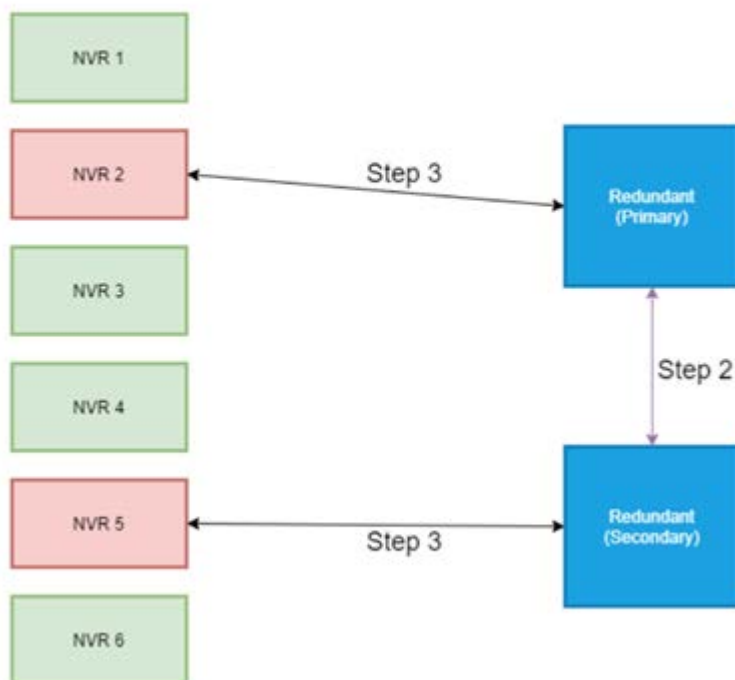 NVR 1
NVR 2
Step 3
Redundant
(Primary)
NVR 3
Step 2
NVR 4
NVR 5
Step 3
Redundant
(Secondary)
NVR 6